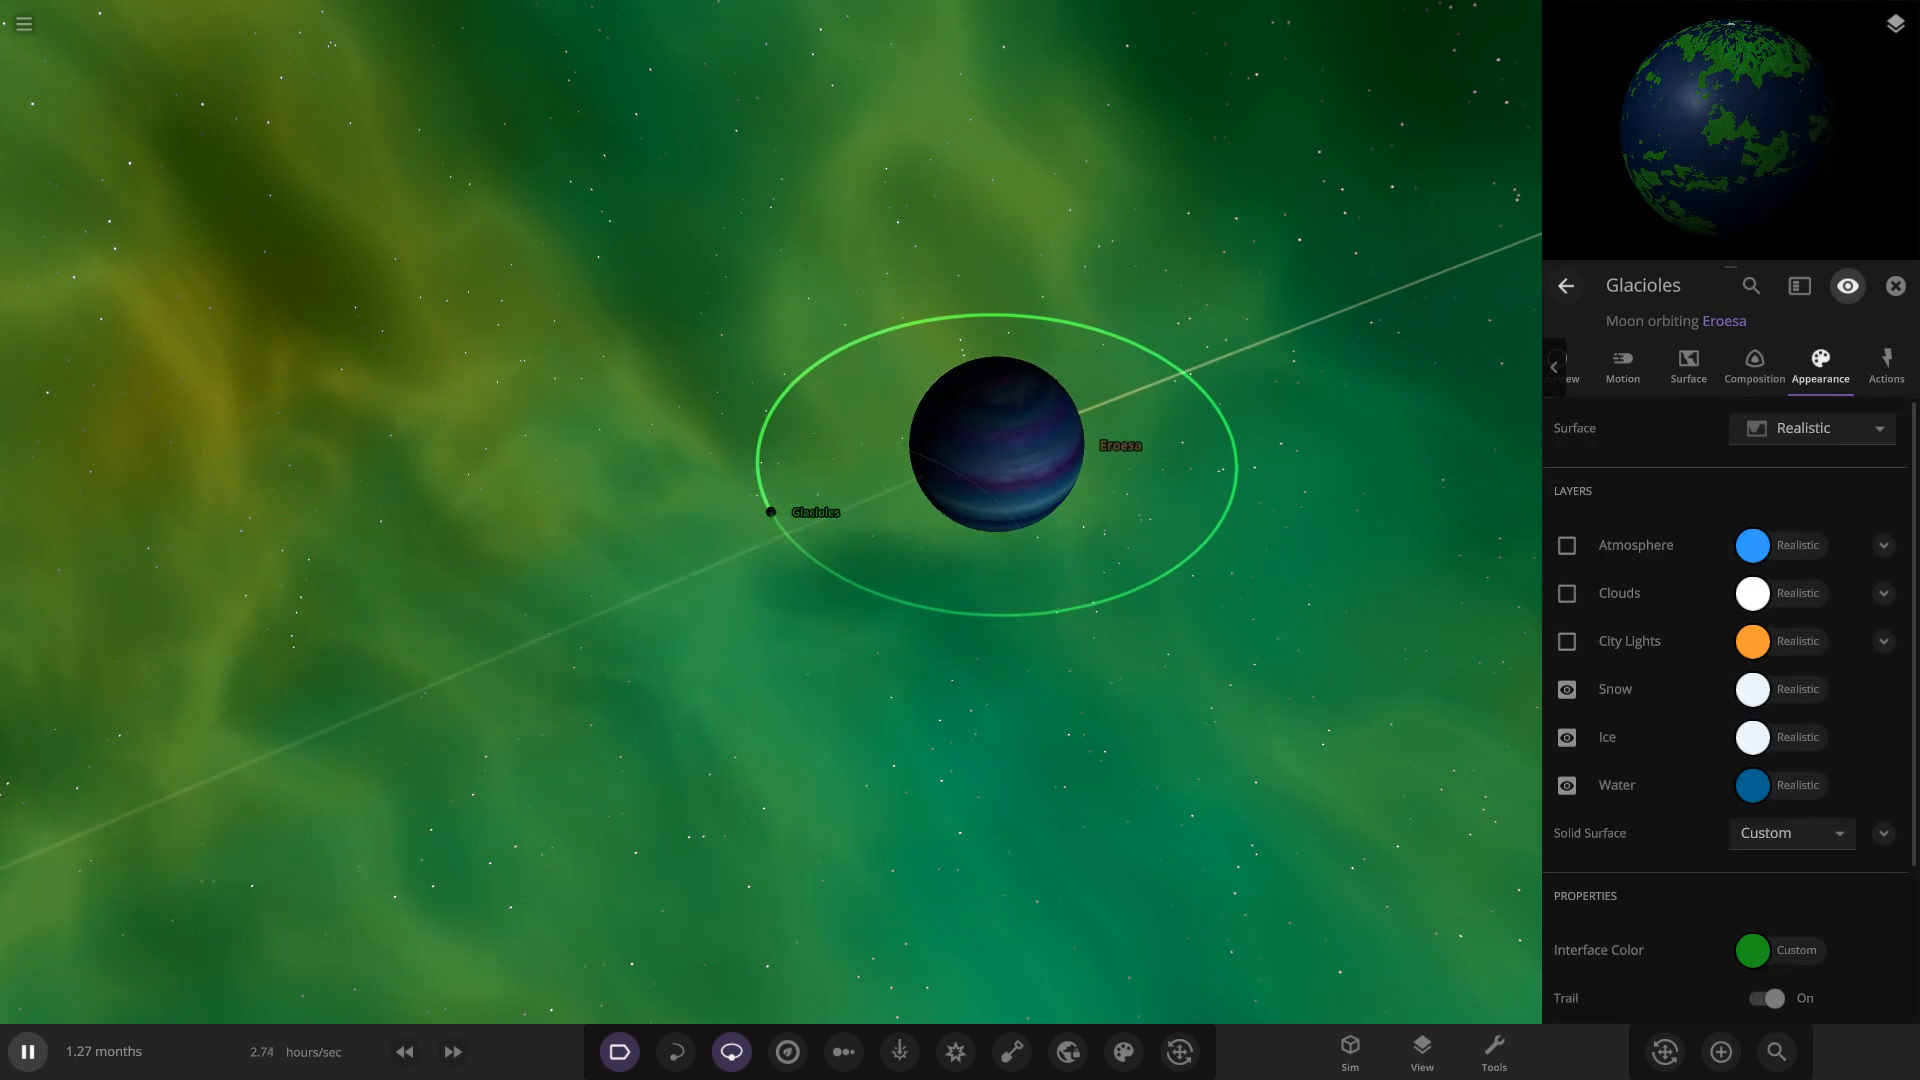 Glacioles
Moon orbiting Eroesa
Motion
Surface
Composition
Appearance
Actions
Surface
Realistic
LAYERS
Atmosphere
Realistic
Clouds
Realistic
City Lights
Realistic
Snow
Realistic
Ice
Realistic
Water
Realistic
Solid Surface
Custom
PROPERTIES
Interface Color
Custom
Trail
On
Eroesa
Glacioles
1.27 months
2.74 hours/sec
Sim
View
Tools